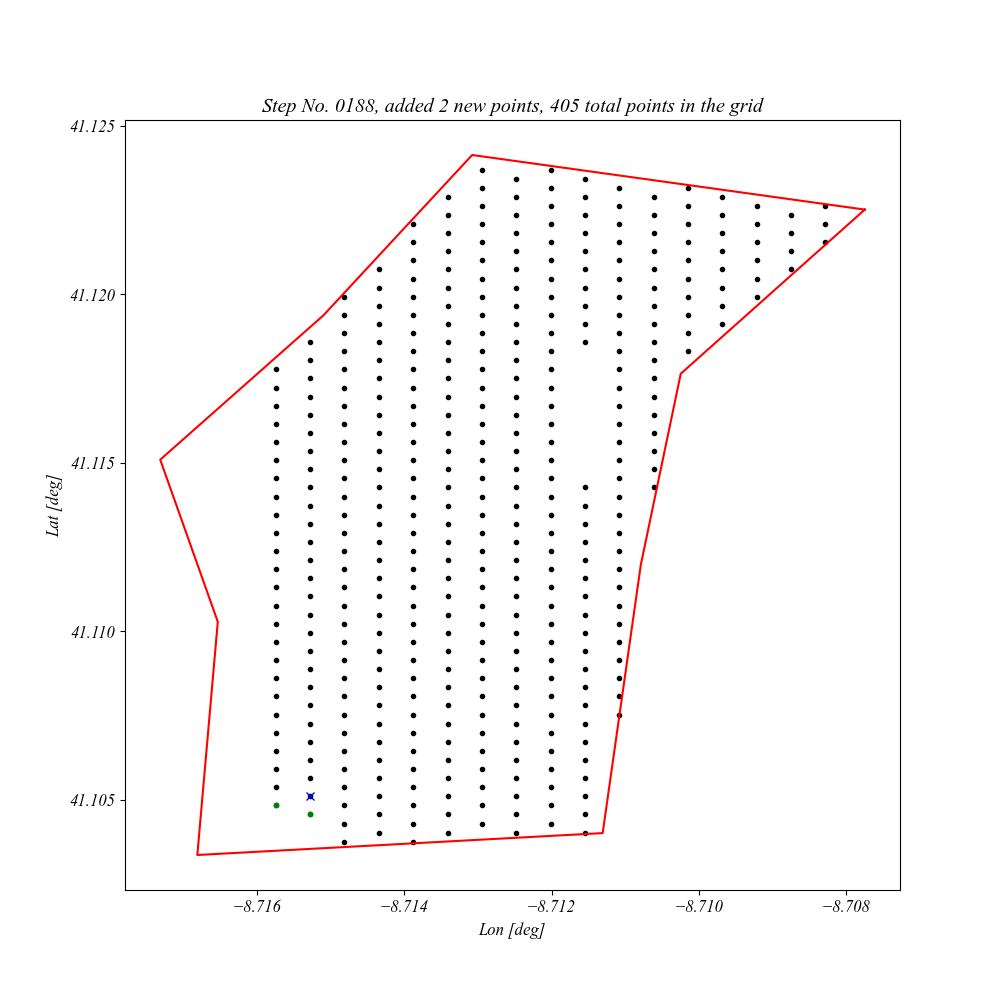 Step No. 0188, added 2 new points, 405 total points in the grid
41.125
41.120
41.115
41.110
41.105
Lat [deg]
−8.716 −8.714 −8.712 −8.710 −8.708
Lon [deg]